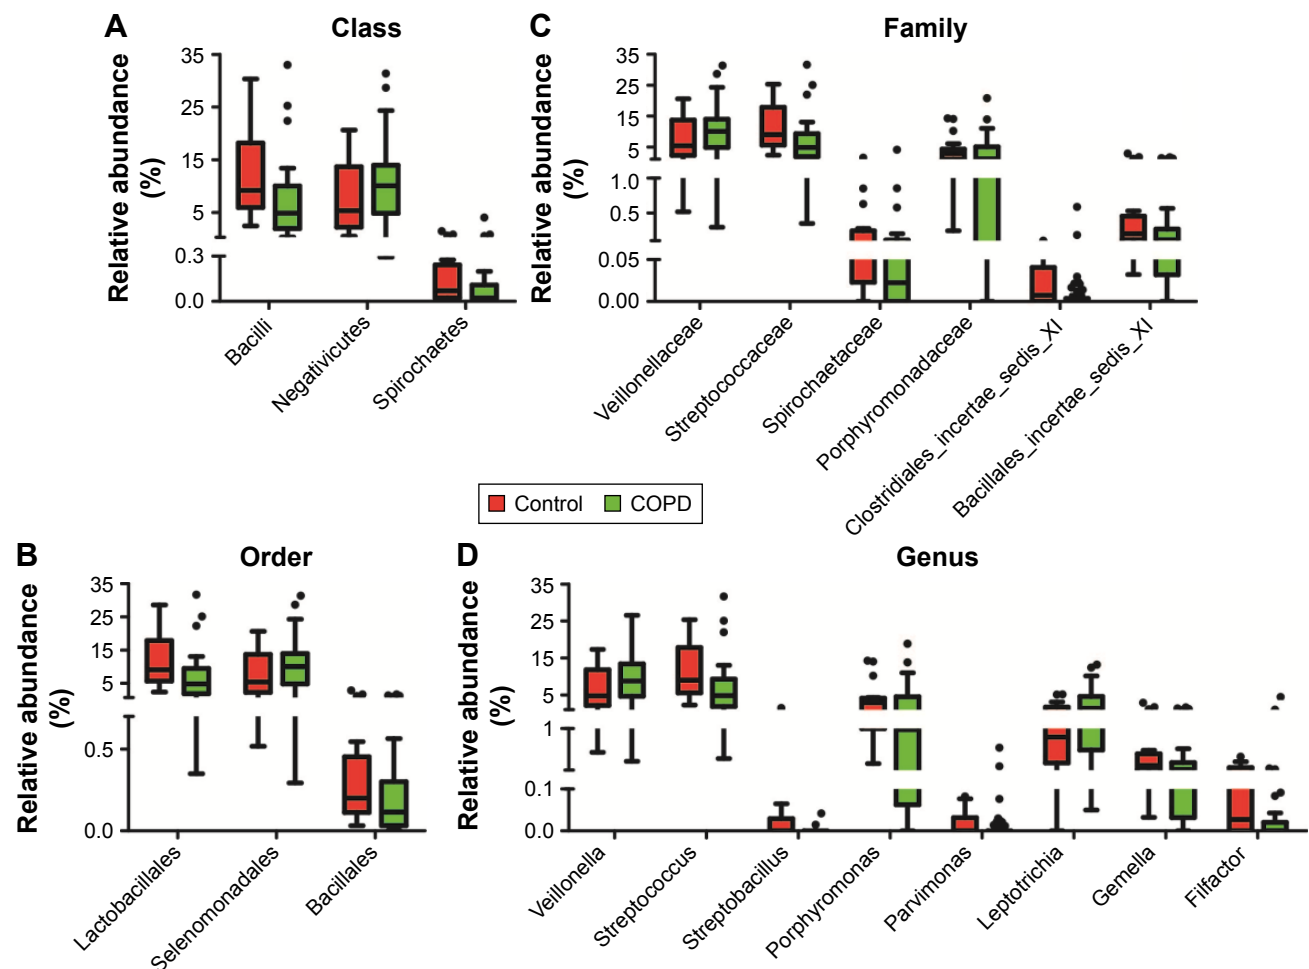 A
Class
Relative abundance
(%)
35
25
15
5
0.3
0.0
Bacilli
Negativicutes
Spirochaetes
C
Family
Relative abundance
(%)
35
25
15
5
1.0
0.5
0.05
0.00
Veillonellaceae
Streptococcaceae
Spirochaetaceae
Porphyromonadaceae
Clostridiales_incertae_sedis_XI
Bacillales_incertae_sedis_XI
Control
COPD
B
Order
Relative abundance
(%)
35
25
15
5
0.5
0.0
Lactobacillales
Selenomonadales
Bacillales
D
Genus
Relative abundance
(%)
35
25
15
5
1
0.1
0.0
Veillonella
Streptococcus
Streptobacillus
Porphyromonas
Parvimonas
Leptotrichia
Gemella
Filfactor